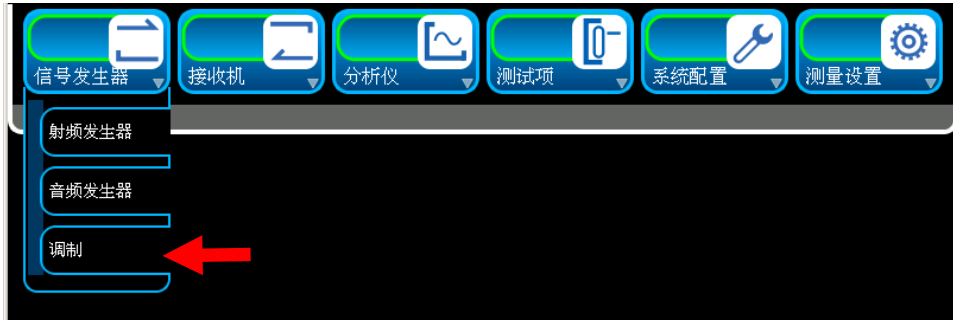 信号发生器
接收机
分析仪
测试项
系统配置
测量设置
射频发生器
音频发生器
调制